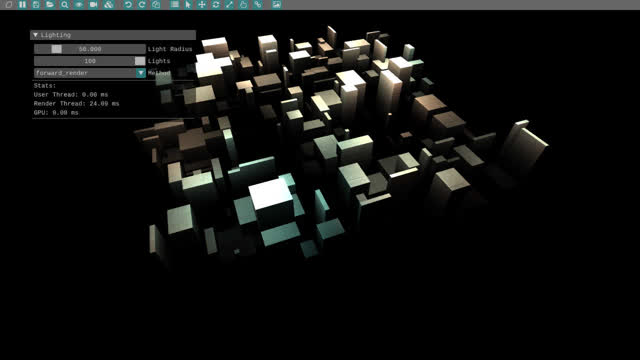 Lighting
50.000 Light Radius
100 Lights
forward_render Method
Stats:
User Thread: 0.00 ms
Render Thread: 24.09 ms
GPU: 0.00 ms